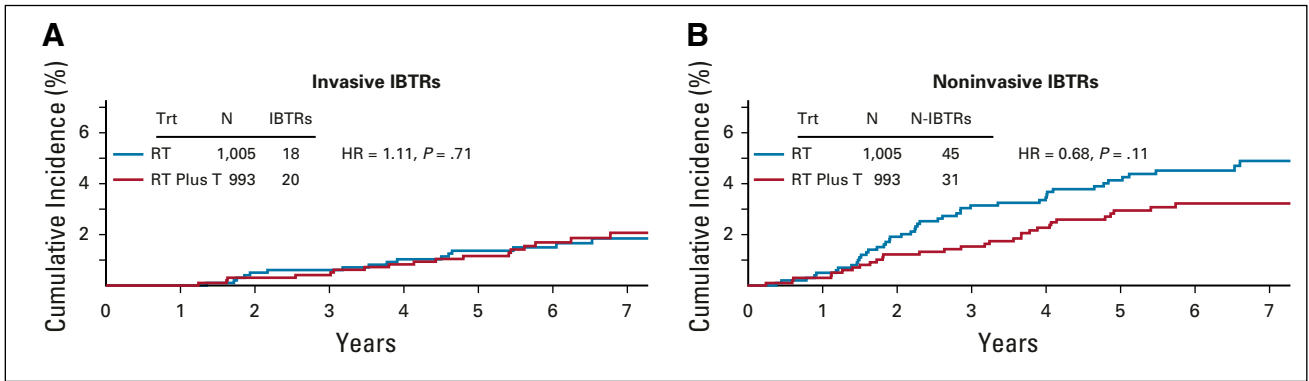 A
Invasive IBTRs
Cumulative Incidence (%)
Trt N IBTRs
RT 1,005 18
RT Plus T 993 20
HR = 1.11, P = .71
6
4
2
0 1 2 3 4 5 6 7
Years
B
Noninvasive IBTRs
Cumulative Incidence (%)
Trt N N-IBTRs
RT 1,005 45
RT Plus T 993 31
HR = 0.68, P = .11
6
4
2
0 1 2 3 4 5 6 7
Years